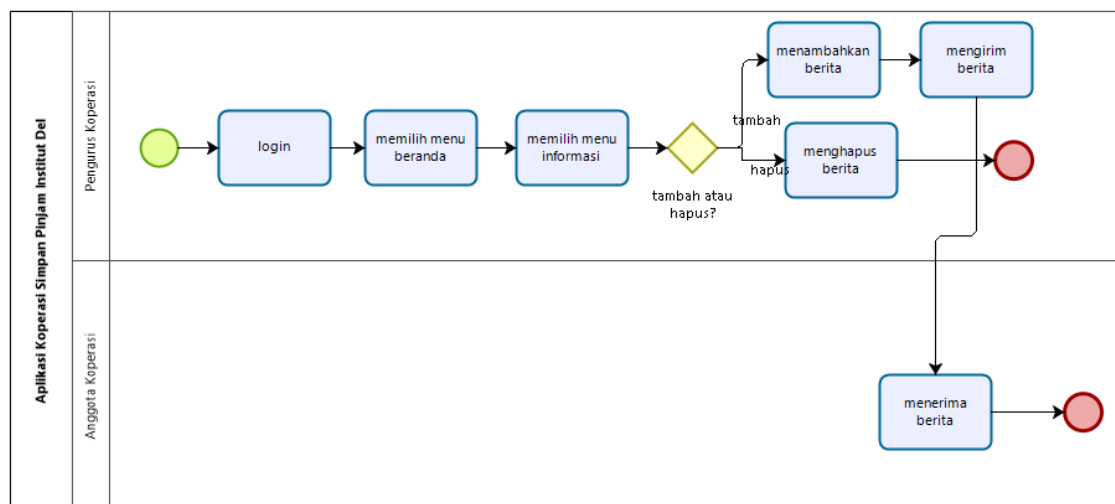 Aplikasi Koperasi Simpan Pinjam Institut Del
Pengurus Koperasi
login
memilih menu
beranda
memilih menu
informasi
tambah atau
hapus?
tambah
hapus
menambahkan
berita
mengirim
berita
menghapus
berita
Anggota Koperasi
menerima
berita